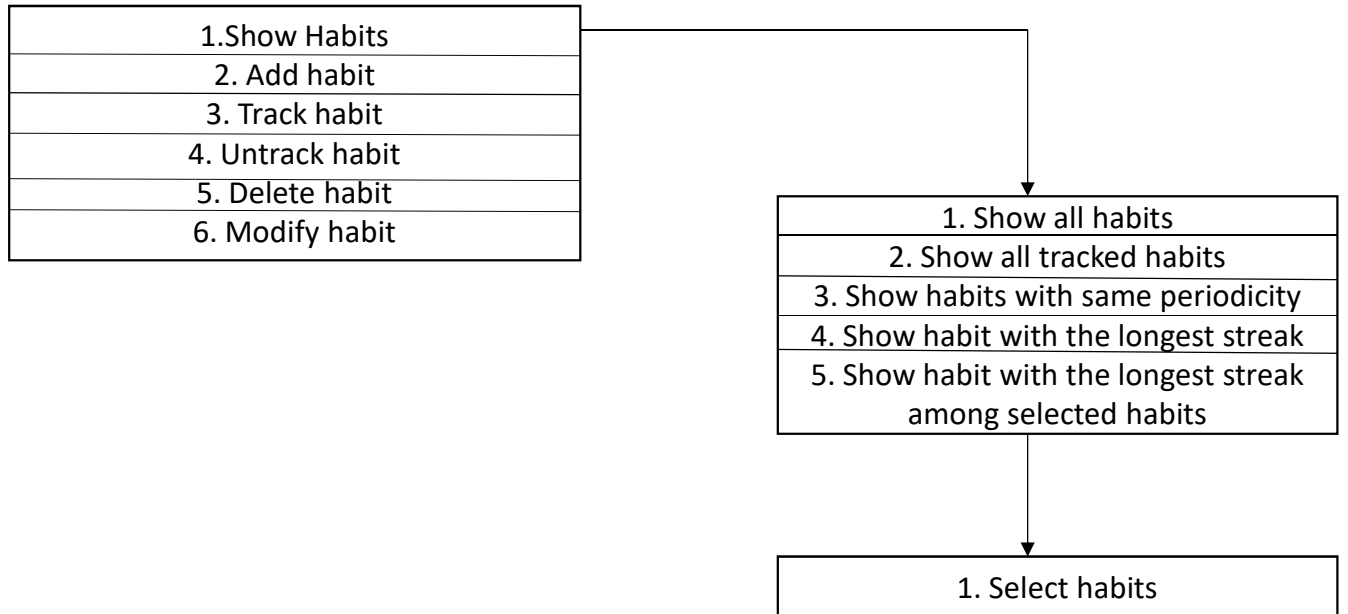 1.Show Habits
2. Add habit
3. Track habit
4. Untrack habit
5. Delete habit
6. Modify habit
1. Show all habits
2. Show all tracked habits
3. Show habits with same periodicity
4. Show habit with the longest streak
5. Show habit with the longest streak
among selected habits
1. Select habits